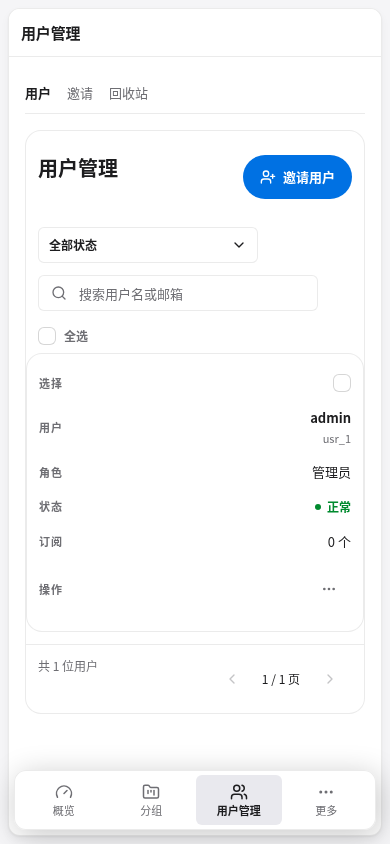 用户管理
用户 邀请 回收站
用户管理
邀请用户
全部状态
搜索用户名或邮箱
全选
选择
用户 admin
usr_1
角色 管理员
状态 正常
订阅 0 个
操作
共 1 位用户
1 / 1 页
概览 分组 用户管理 更多